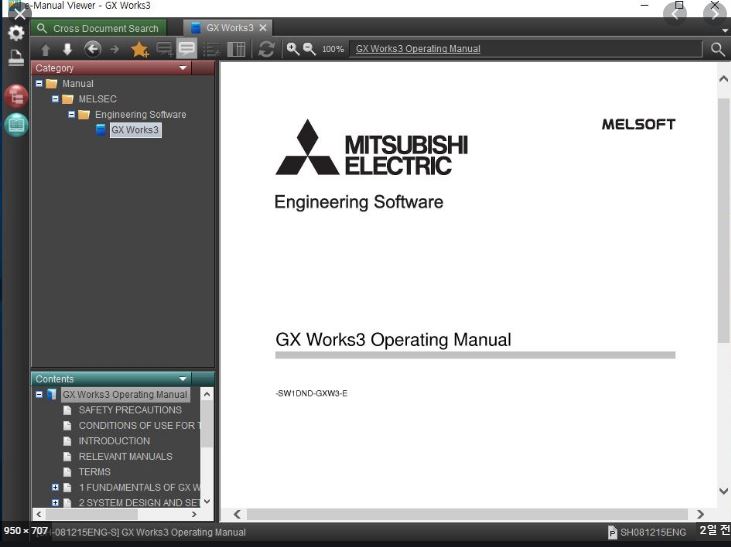 e-Manual Viewer - GX Works3
Cross Document Search
GX Works3
100%
GX Works3 Operating Manual
Category
Manual
MELSEC
Engineering Software
GX Works3
MELSOFT
MITSUBISHI
ELECTRIC
Engineering Software
GX Works3 Operating Manual
-SW1DND-GXW3-E
Contents
GX Works3 Operating Manual
SAFETY PRECAUTIONS
CONDITIONS OF USE FOR
INTRODUCTION
RELEVANT MANUALS
TERMS
1 FUNDAMENTALS OF GX W
2 SYSTEM DESIGN AND SET
950 × 707
-081215ENG-S] GX Works3 Operating Manual
SH081215ENG
2일 전